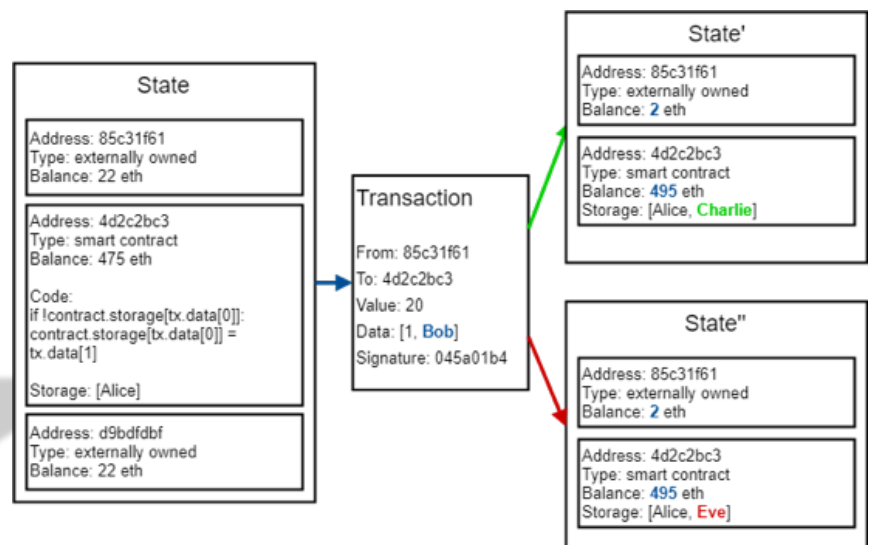 State
Address: 85c31f61
Type: externally owned
Balance: 22 eth
Address: 4d2c2bc3
Type: smart contract
Balance: 475 eth
Code:
if !contract.storage[tx.data[0]]:
contract.storage[tx.data[0]] =
tx.data[1]
Storage: [Alice]
Address: d9bdfdbf
Type: externally owned
Balance: 22 eth
Transaction
From: 85c31f61
To: 4d2c2bc3
Value: 20
Data: [1, Bob]
Signature: 045a01b4
State'
Address: 85c31f61
Type: externally owned
Balance: 2 eth
Address: 4d2c2bc3
Type: smart contract
Balance: 495 eth
Storage: [Alice, Charlie]
State"
Address: 85c31f61
Type: externally owned
Balance: 2 eth
Address: 4d2c2bc3
Type: smart contract
Balance: 495 eth
Storage: [Alice, Eve]